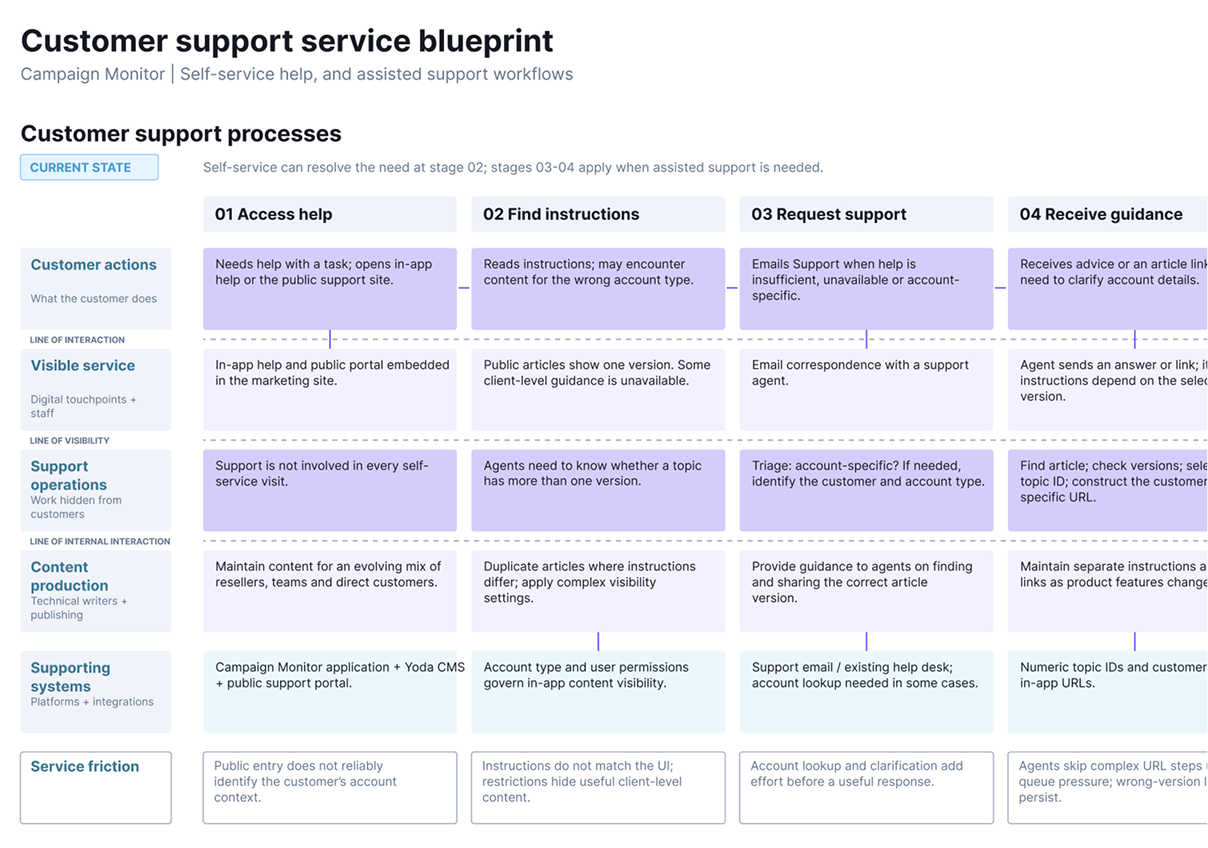 Customer support service blueprint
Campaign Monitor | Self-service help, and assisted support workflows
Customer support processes
CURRENT STATE
Self-service can resolve the need at stage 02; stages 03-04 apply when assisted support is needed.
01 Access help
02 Find instructions
03 Request support
04 Receive guidance
Customer actions
What the customer does
Needs help with a task; opens in-app
help or the public support site.
Reads instructions; may encounter
content for the wrong account type.
Emails Support when help is
insufficient, unavailable or account-
specific.
Receives advice or an article link
need to clarify account details.
LINE OF INTERACTION
Visible service
Digital touchpoints +
staff
In-app help and public portal embedded
in the marketing site.
Public articles show one version. Some
client-level guidance is unavailable.
Email correspondence with a support
agent.
Agent sends an answer or link;
instructions depend on the
version.
LINE OF VISIBILITY
Support
operations
Work hidden from
customers
Support is not involved in every self-
service visit.
Agents need to know whether a topic
has more than one version.
Triage: account-specific? If needed,
identify the customer and account type.
Find article; check versions;
topic ID; construct the customer
specific URL.
LINE OF INTERNAL INTERACTION
Content
production
Technical writers +
publishing
Maintain content for an evolving mix of
resellers, teams and direct customers.
Duplicate articles where instructions
differ; apply complex visibility
settings.
Provide guidance to agents on finding
and sharing the correct article
version.
Maintain separate instructions
links as product features change
Supporting
systems
Platforms + integrations
Campaign Monitor application + Yoda CMS
+ public support portal.
Account type and user permissions
govern in-app content visibility.
Support email / existing help desk;
account lookup needed in some cases.
Numeric topic IDs and customer
in-app URLs.
Service friction
Public entry does not reliably
identify the customer’s account
context.
Instructions do not match the UI;
restrictions hide useful client-level
content.
Account lookup and clarification add
effort before a useful response.
Agents skip complex URL steps
queue pressure; wrong-version
persist.